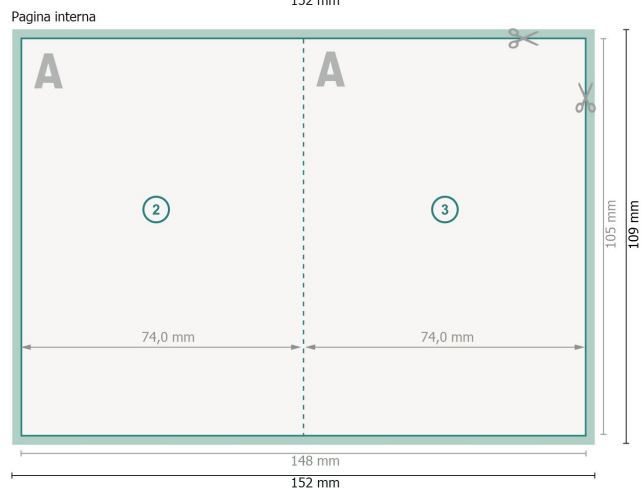 152 mm
Pagina interna
A
A
2
3
105 mm
109 mm
74,0 mm
74,0 mm
148 mm
152 mm